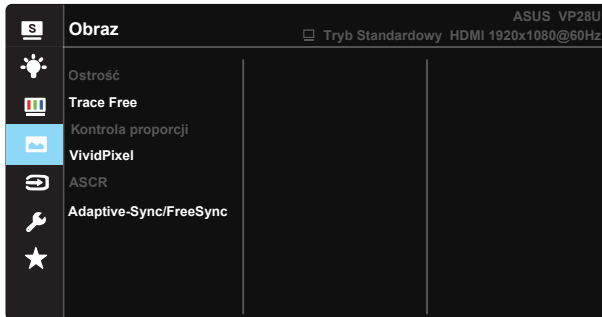 S
Obraz
ASUS VP28U
Tryb Standardowy HDMI 1920x1080@60Hz
Ostrość
Trace Free
Kontrola proporcji
VividPixel
ASCR
Adaptive-Sync/FreeSync